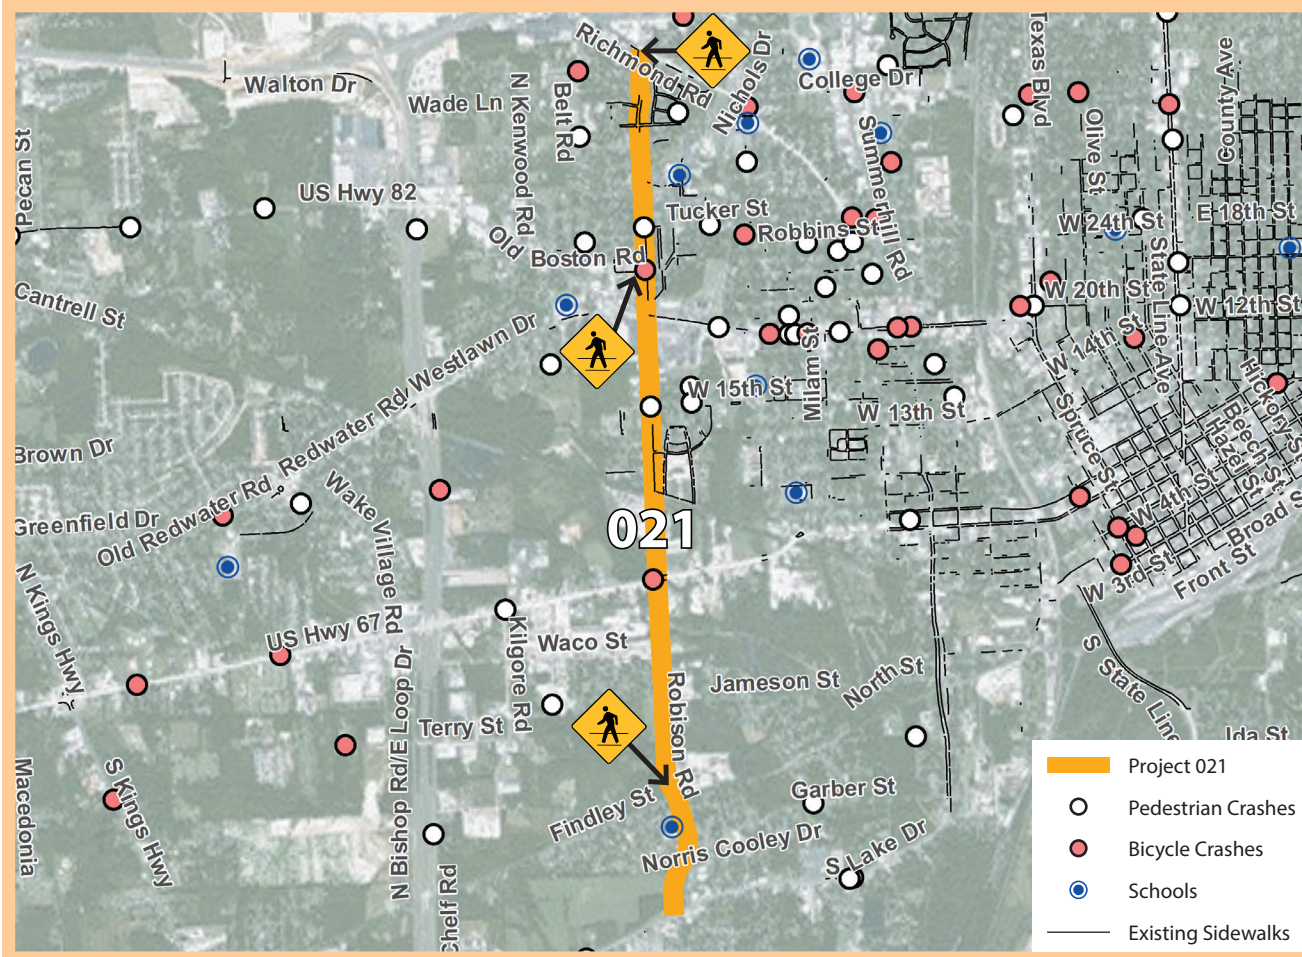 Richmond Rd
Nichols Dr
College Dr
Texas Blvd
County Ave
Walton Dr
Wade Ln
N Kenwood Rd
Belt Rd
Summerhill Rd
Olive St
Pecan St
US Hwy 82
Tucker St
Robbins St
W 24th St
E 18th St
State Line Ave
Old
Boston Rd
Cantrell St
W 20th St
W 12th St
Westlawn Dr
W 14th St
Milam St
W 15th St
W 13th St
Hickory St
Beech St
Hazel St
Spruce St
Brown Dr
Redwater Rd
Old Redwater Rd
Wake Village Rd
Greenfield Dr
W 4th St
Broad S
021
W 3rd St
Front St
N Kings Hwy
US Hwy 67
Kilgore Rd
Waco St
N Bishop Rd/E Loop Dr
Robison Rd
Jameson St
North St
S State Line
Terry St
Ida St
Macedonia
S Kings Hwy
Findley St
Garber St
Norris Cooley Dr
S Lake Dr
chelf Rd
Project 021
Pedestrian Crashes
Bicycle Crashes
Schools
Existing Sidewalks